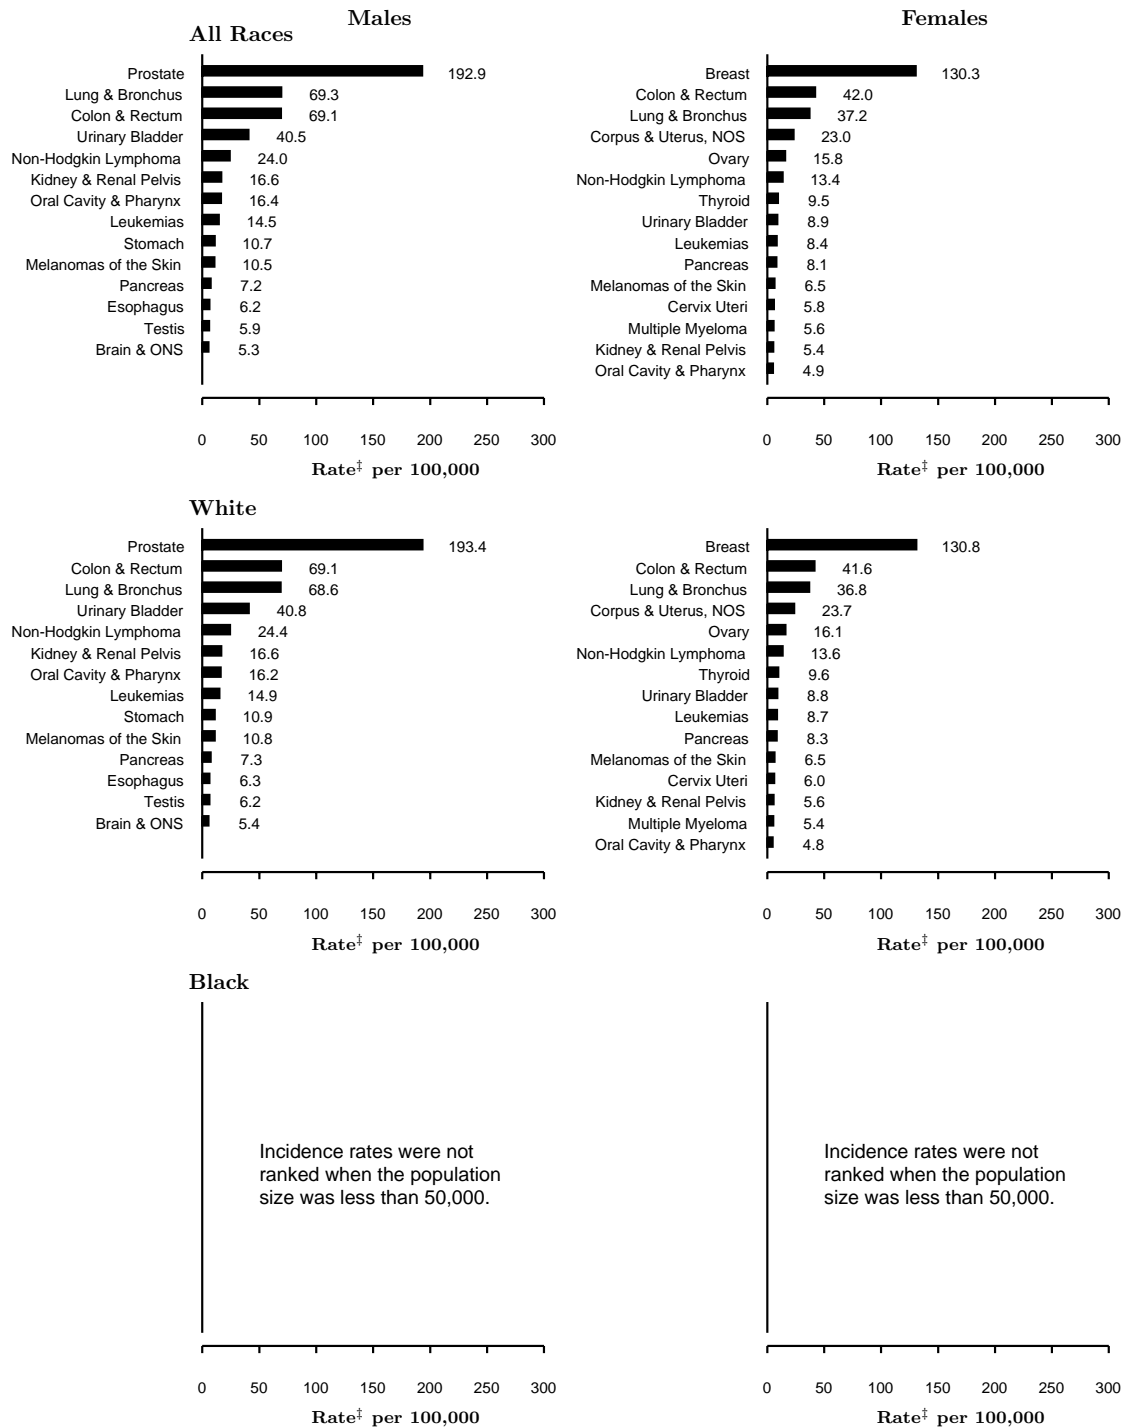 Males
Females
All Races
Prostate 192.9
Lung & Bronchus 69.3
Colon & Rectum 69.1
Urinary Bladder 40.5
Non-Hodgkin Lymphoma 24.0
Kidney & Renal Pelvis 16.6
Oral Cavity & Pharynx 16.4
Leukemias 14.5
Stomach 10.7
Melanomas of the Skin 10.5
Pancreas 7.2
Esophagus 6.2
Testis 5.9
Brain & ONS 5.3
0 50 100 150 200 250 300
Rate‡ per 100,000
Breast 130.3
Colon & Rectum 42.0
Lung & Bronchus 37.2
Corpus & Uterus, NOS 23.0
Ovary 15.8
Non-Hodgkin Lymphoma 13.4
Thyroid 9.5
Urinary Bladder 8.9
Leukemias 8.4
Pancreas 8.1
Melanomas of the Skin 6.5
Cervix Uteri 5.8
Multiple Myeloma 5.6
Kidney & Renal Pelvis 5.4
Oral Cavity & Pharynx 4.9
0 50 100 150 200 250 300
Rate‡ per 100,000
White
Prostate 193.4
Colon & Rectum 69.1
Lung & Bronchus 68.6
Urinary Bladder 40.8
Non-Hodgkin Lymphoma 24.4
Kidney & Renal Pelvis 16.6
Oral Cavity & Pharynx 16.2
Leukemias 14.9
Stomach 10.9
Melanomas of the Skin 10.8
Pancreas 7.3
Esophagus 6.3
Testis 6.2
Brain & ONS 5.4
0 50 100 150 200 250 300
Rate‡ per 100,000
Breast 130.8
Colon & Rectum 41.6
Lung & Bronchus 36.8
Corpus & Uterus, NOS 23.7
Ovary 16.1
Non-Hodgkin Lymphoma 13.6
Thyroid 9.6
Urinary Bladder 8.8
Leukemias 8.7
Pancreas 8.3
Melanomas of the Skin 6.5
Cervix Uteri 6.0
Kidney & Renal Pelvis 5.6
Multiple Myeloma 5.4
Oral Cavity & Pharynx 4.8
0 50 100 150 200 250 300
Rate‡ per 100,000
Black
Incidence rates were not
ranked when the population
size was less than 50,000.
0 50 100 150 200 250 300
Rate‡ per 100,000
Incidence rates were not
ranked when the population
size was less than 50,000.
0 50 100 150 200 250 300
Rate‡ per 100,000